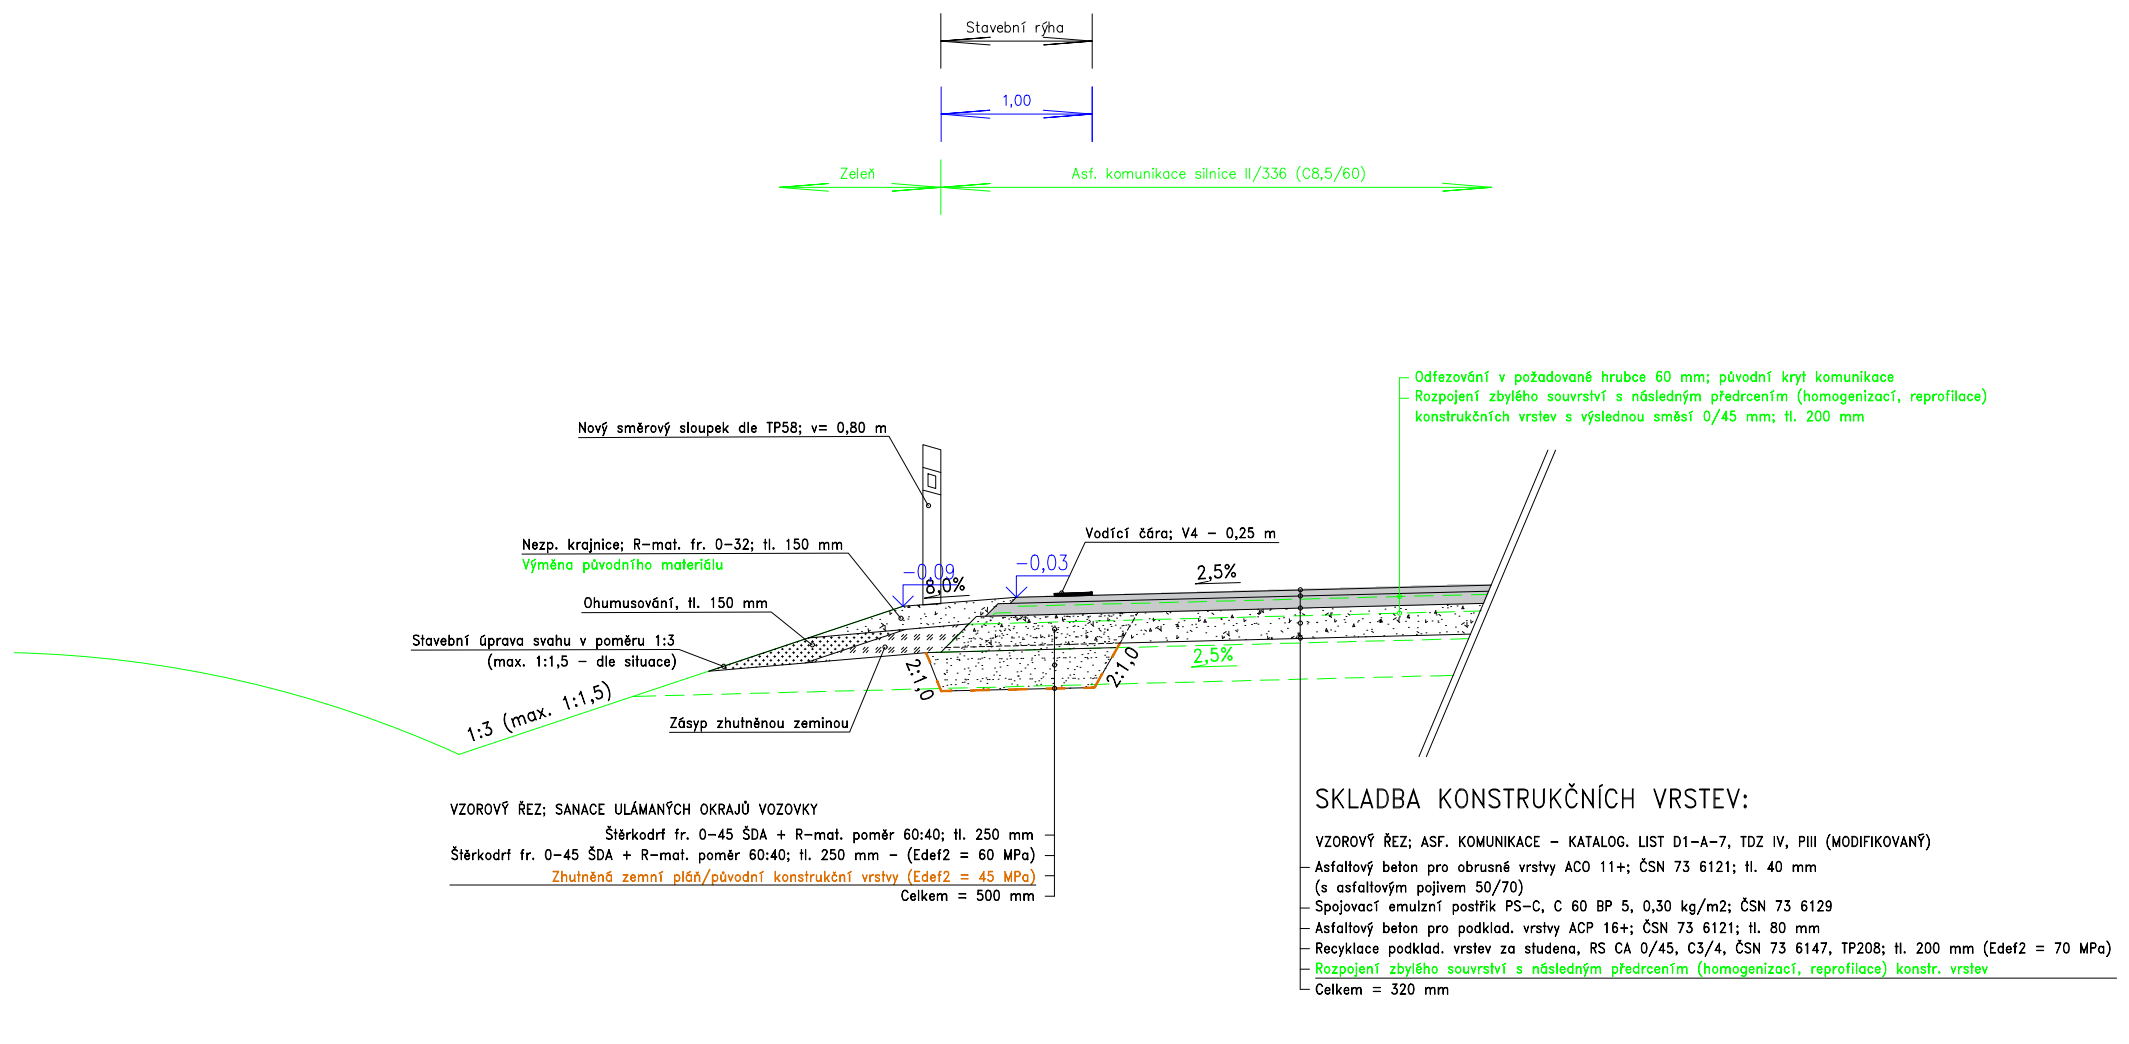 Stavební rýha
1,00
Zeleň
Asf. komunikace silnice II/336 (C8,5/60)
Odfezování v požadované hrubce 60 mm; původní kryt komunikace
Rozpojení zbylého souvrství s následným předrcením (homogenizací, reprofilace)
konstrukčních vrstev s výslednou směsí 0/45 mm; tl. 200 mm
Nový směrový sloupek dle TP58; v= 0,80 m
Vodící čára; V4 – 0,25 m
Nezp. krajnice; R–mat. fr. 0–32; tl. 150 mm
Výměna původního materiálu
−0,09
−0,03
8,0%
2,5%
Ohumusování, tl. 150 mm
Stavební úprava svahu v poměru 1:3
(max. 1:1,5 – dle situace)
2,5%
2:1,0
2:1,0
1:3 (max. 1:1,5)
Zásyp zhutněnou zeminou
VZOROVÝ ŘEZ; SANACE ULÁMANÝCH OKRAJŮ VOZOVKY
Štěrkodrť fr. 0–45 ŠDA + R–mat. poměr 60:40; tl. 250 mm
Štěrkodrť fr. 0–45 ŠDA + R–mat. poměr 60:40; tl. 250 mm – (Edef2 = 60 MPa)
Zhutněná zemní pláň/původní konstrukční vrstvy (Edef2 = 45 MPa)
Celkem = 500 mm
SKLADBA KONSTRUKČNÍCH VRSTEV:
VZOROVÝ ŘEZ; ASF. KOMUNIKACE – KATALOG. LIST D1–A–7, TDZ IV, PIII (MODIFIKOVANÝ)
Asfaltový beton pro obrusné vrstvy ACO 11+; ČSN 73 6121; tl. 40 mm
(s asfaltovým pojivem 50/70)
Spojovací emulzní postřik PS–C, C 60 BP 5, 0,30 kg/m2; ČSN 73 6129
Asfaltový beton pro podklad. vrstvy ACP 16+; ČSN 73 6121; tl. 80 mm
Recyklace podklad. vrstev za studena, RS CA 0/45, C3/4, ČSN 73 6147, TP208; tl. 200 mm (Edef2 = 70 MPa)
Rozpojení zbylého souvrství s následným předrcením (homogenizací, reprofilace) konstr. vrstev
Celkem = 320 mm